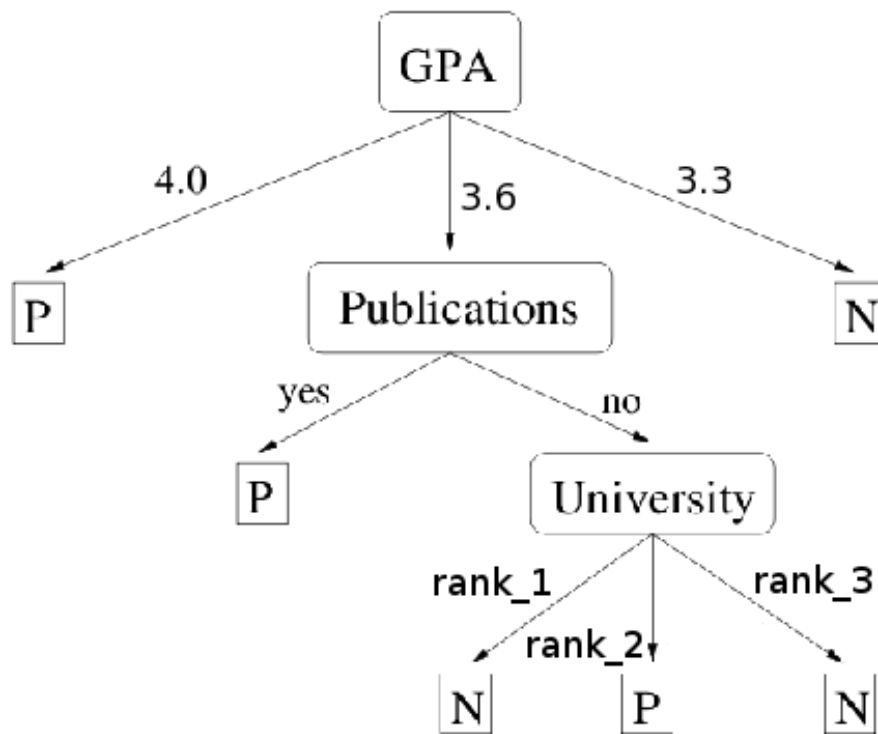 GPA
4.0
3.6
3.3
P
Publications
N
yes
no
P
University
rank_1
rank_2
rank_3
N
P
N